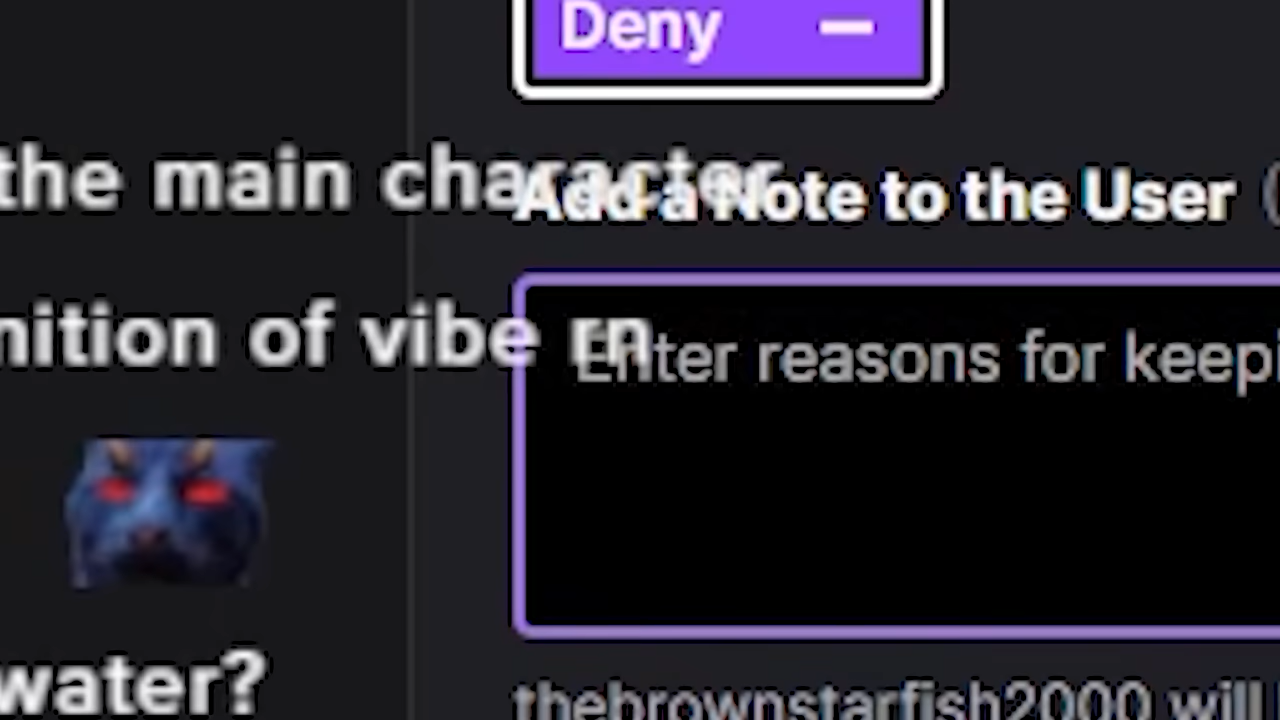 Deny
the main character
Add a Note to the User (
nition of vibe rn
Enter reasons for keepi
water?
thebrownstarfish2000 will